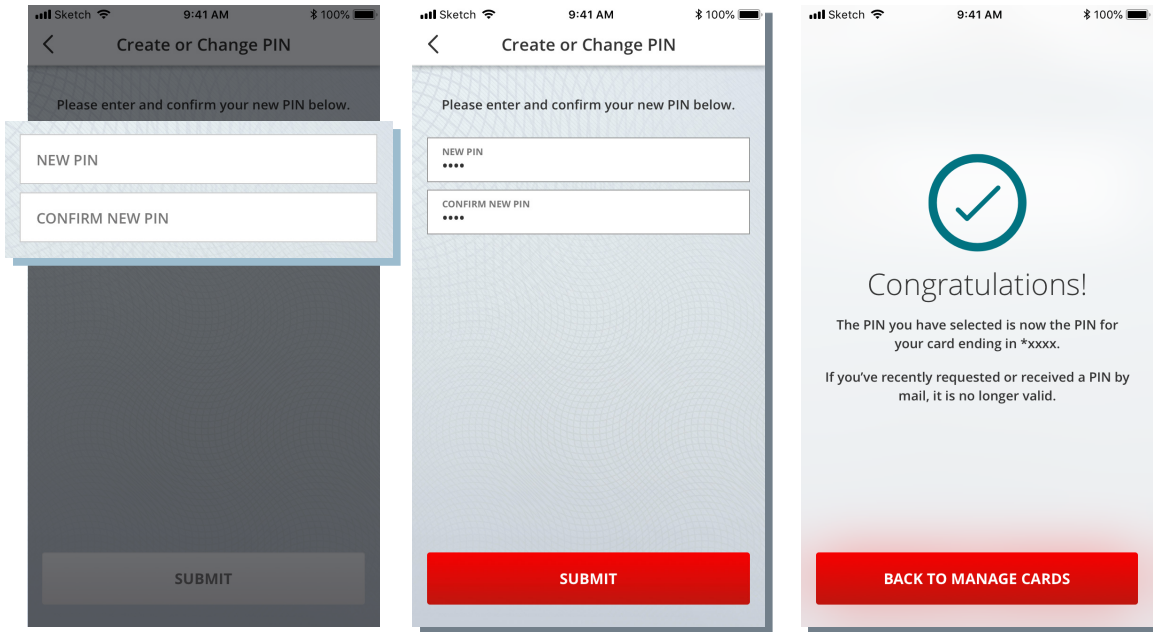 Sketch 9:41 AM 100%
Create or Change PIN
Please enter and confirm your new PIN below.
NEW PIN
CONFIRM NEW PIN
SUBMIT
Sketch 9:41 AM 100%
Create or Change PIN
Please enter and confirm your new PIN below.
NEW PIN
••••
CONFIRM NEW PIN
••••
SUBMIT
Sketch 9:41 AM 100%
Congratulations!
The PIN you have selected is now the PIN for
your card ending in *xxxx.
If you’ve recently requested or received a PIN by
mail, it is no longer valid.
BACK TO MANAGE CARDS